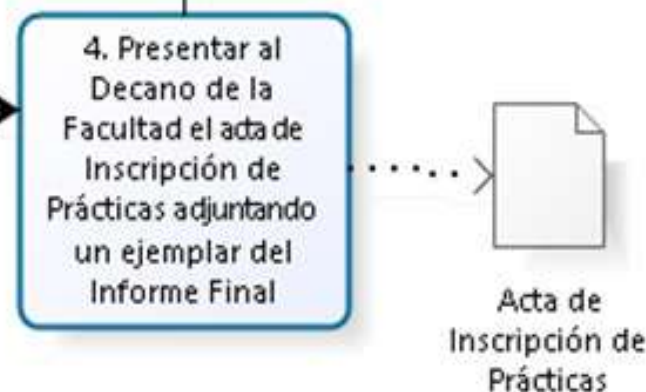 4. Presentar al
Decano de la
Facultad el acta de
Inscripción de
Prácticas adjuntando
un ejemplar del
Informe Final
Acta de
Inscripción de
Prácticas